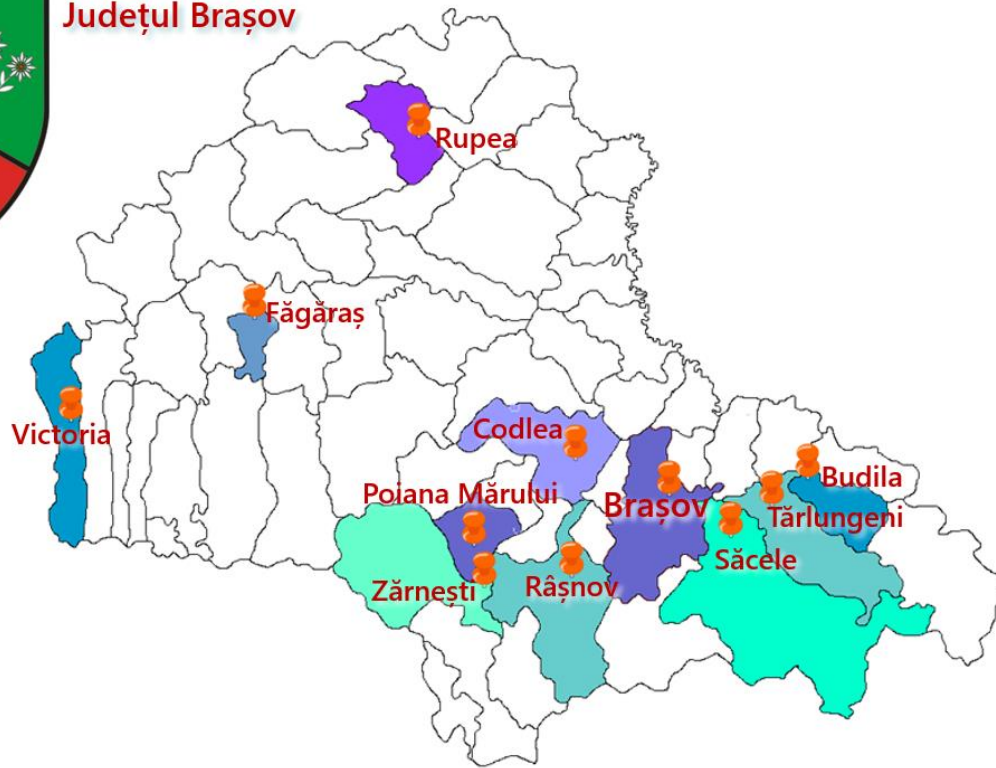 Județul Brașov
Rupea
Făgăraș
Victoria
Codlea
Poiana Mărului
Brașov
Budila
Tărlungeni
Săcele
Zărnești
Râșnov